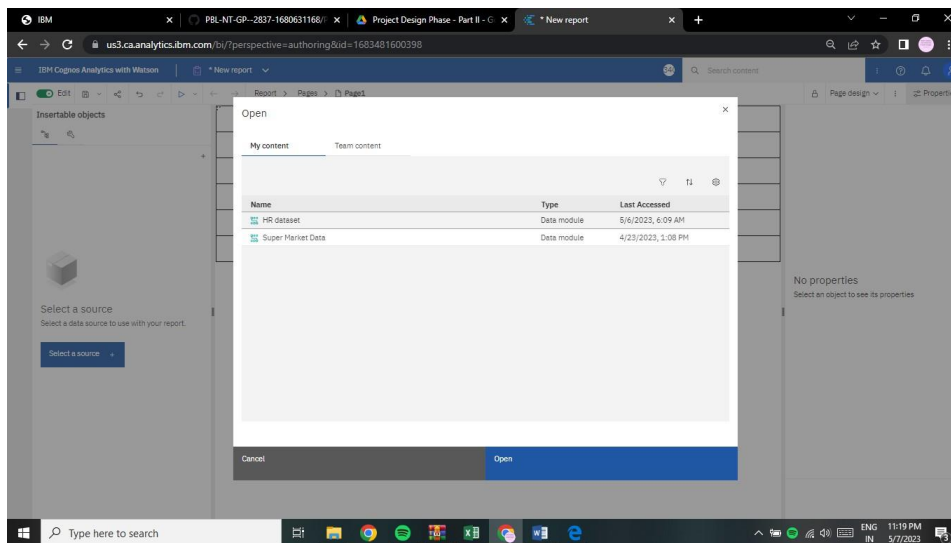 IBM
PBL-NT-GP--2837-1680631168/
Project Design Phase - Part II - G
* New report
us3.ca.analytics.ibm.com/bi/?perspective=authoring&id=1683481600398
IBM Cognos Analytics with Watson
* New report
Search content
Edit
Report > Pages > Page1
Page design
Properti
Insertable objects
Open
My content
Team content
Name Type Last Accessed
HR dataset Data module 5/6/2023, 6:09 AM
Super Market Data Data module 4/23/2023, 1:08 PM
Select a source
Select a data source to use with your report.
Select a source +
No properties
Select an object to see its properties
Cancel
Open
Type here to search
ENG 11:19 PM
IN 5/7/2023